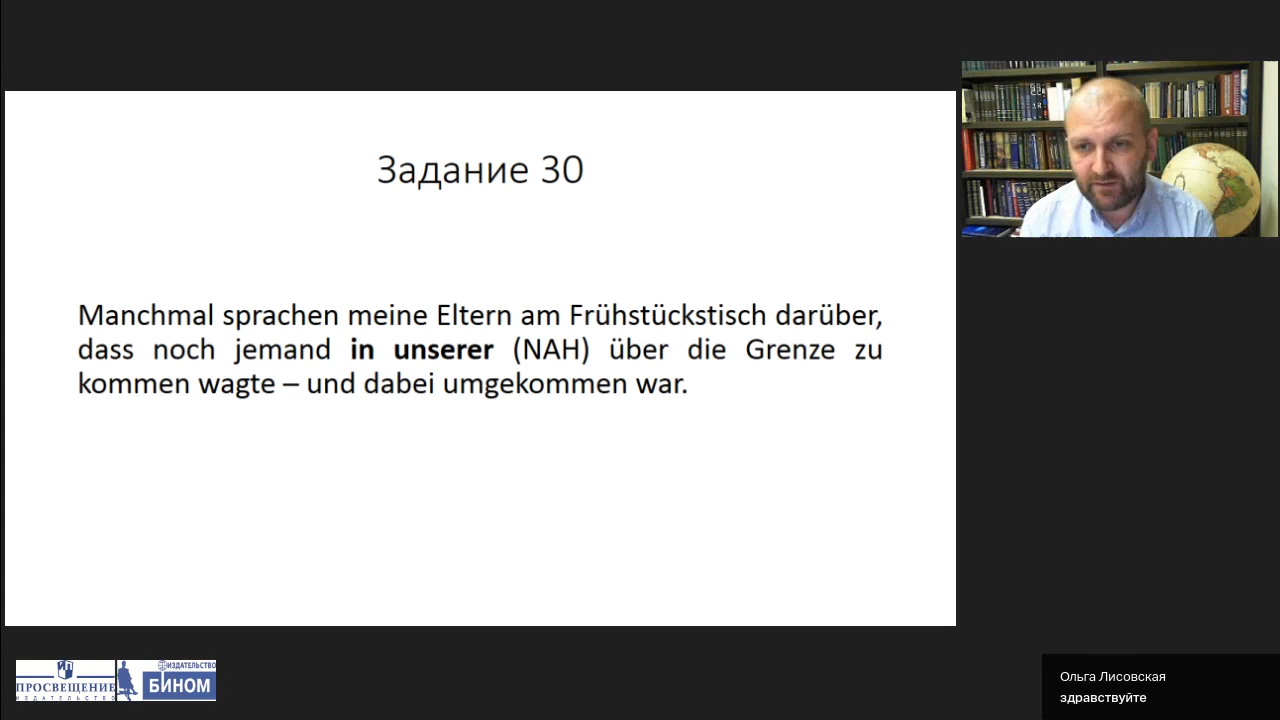 Задание 30
Manchmal sprachen meine Eltern am Frühstückstisch darüber,
dass noch jemand in unserer (NAH) über die Grenze zu
kommen wagte – und dabei umgekommen war.
ПРОСВЕЩЕНИЕ
ИЗДАТЕЛЬСТВО
ИЗДАТЕЛЬСТВО
БИНОМ
Ольга Лисовская
здравствуйте